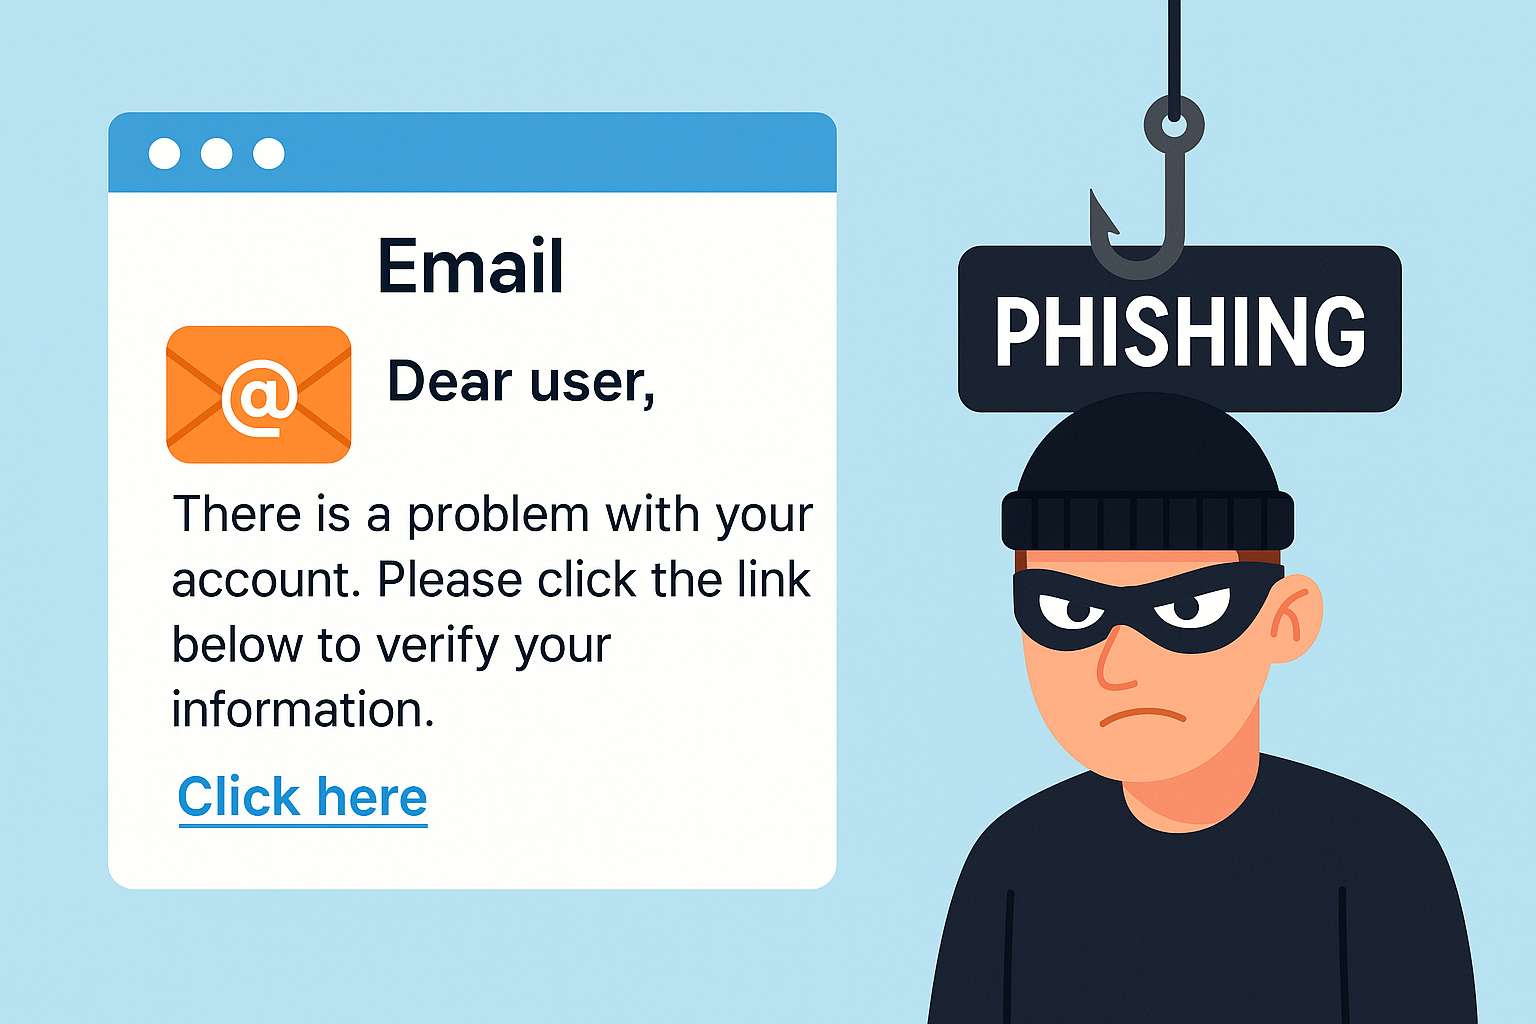 Email
@
Dear user,
There is a problem with your
account. Please click the link
below to verify your
information.
Click here
PHISHING